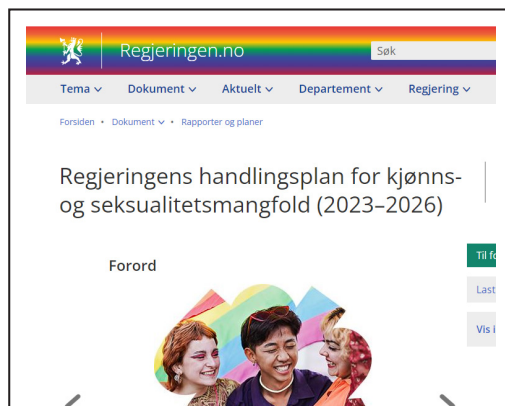 Regjeringen.no
Søk
Tema Dokument Aktuelt Departement Regjering
Forsiden • Dokument • Rapporter og planer
Regjeringens handlingsplan for kjønns-
og seksualitetsmangfold (2023–2026)
Til
Forord
Last
Vis